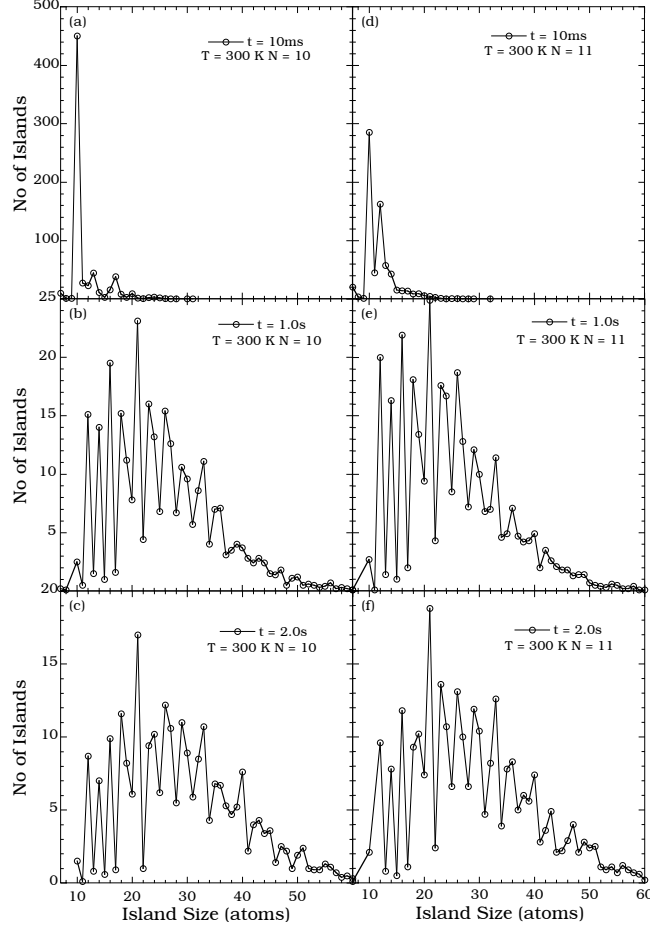 500
(a)
t = 10ms
T = 300 K N = 10
400
300
200
100
No of Islands
(d)
t = 10ms
T = 300 K N = 11
25
(b)
t = 1.0s
T = 300 K N = 10
20
15
10
5
No of Islands
(e)
t = 1.0s
T = 300 K N = 11
20
(c)
t = 2.0s
T = 300 K N = 10
15
10
5
0
No of Islands
(f)
t = 2.0s
T = 300 K N = 11
10 20 30 40 50
10 20 30 40 50 60
Island Size (atoms)
Island Size (atoms)